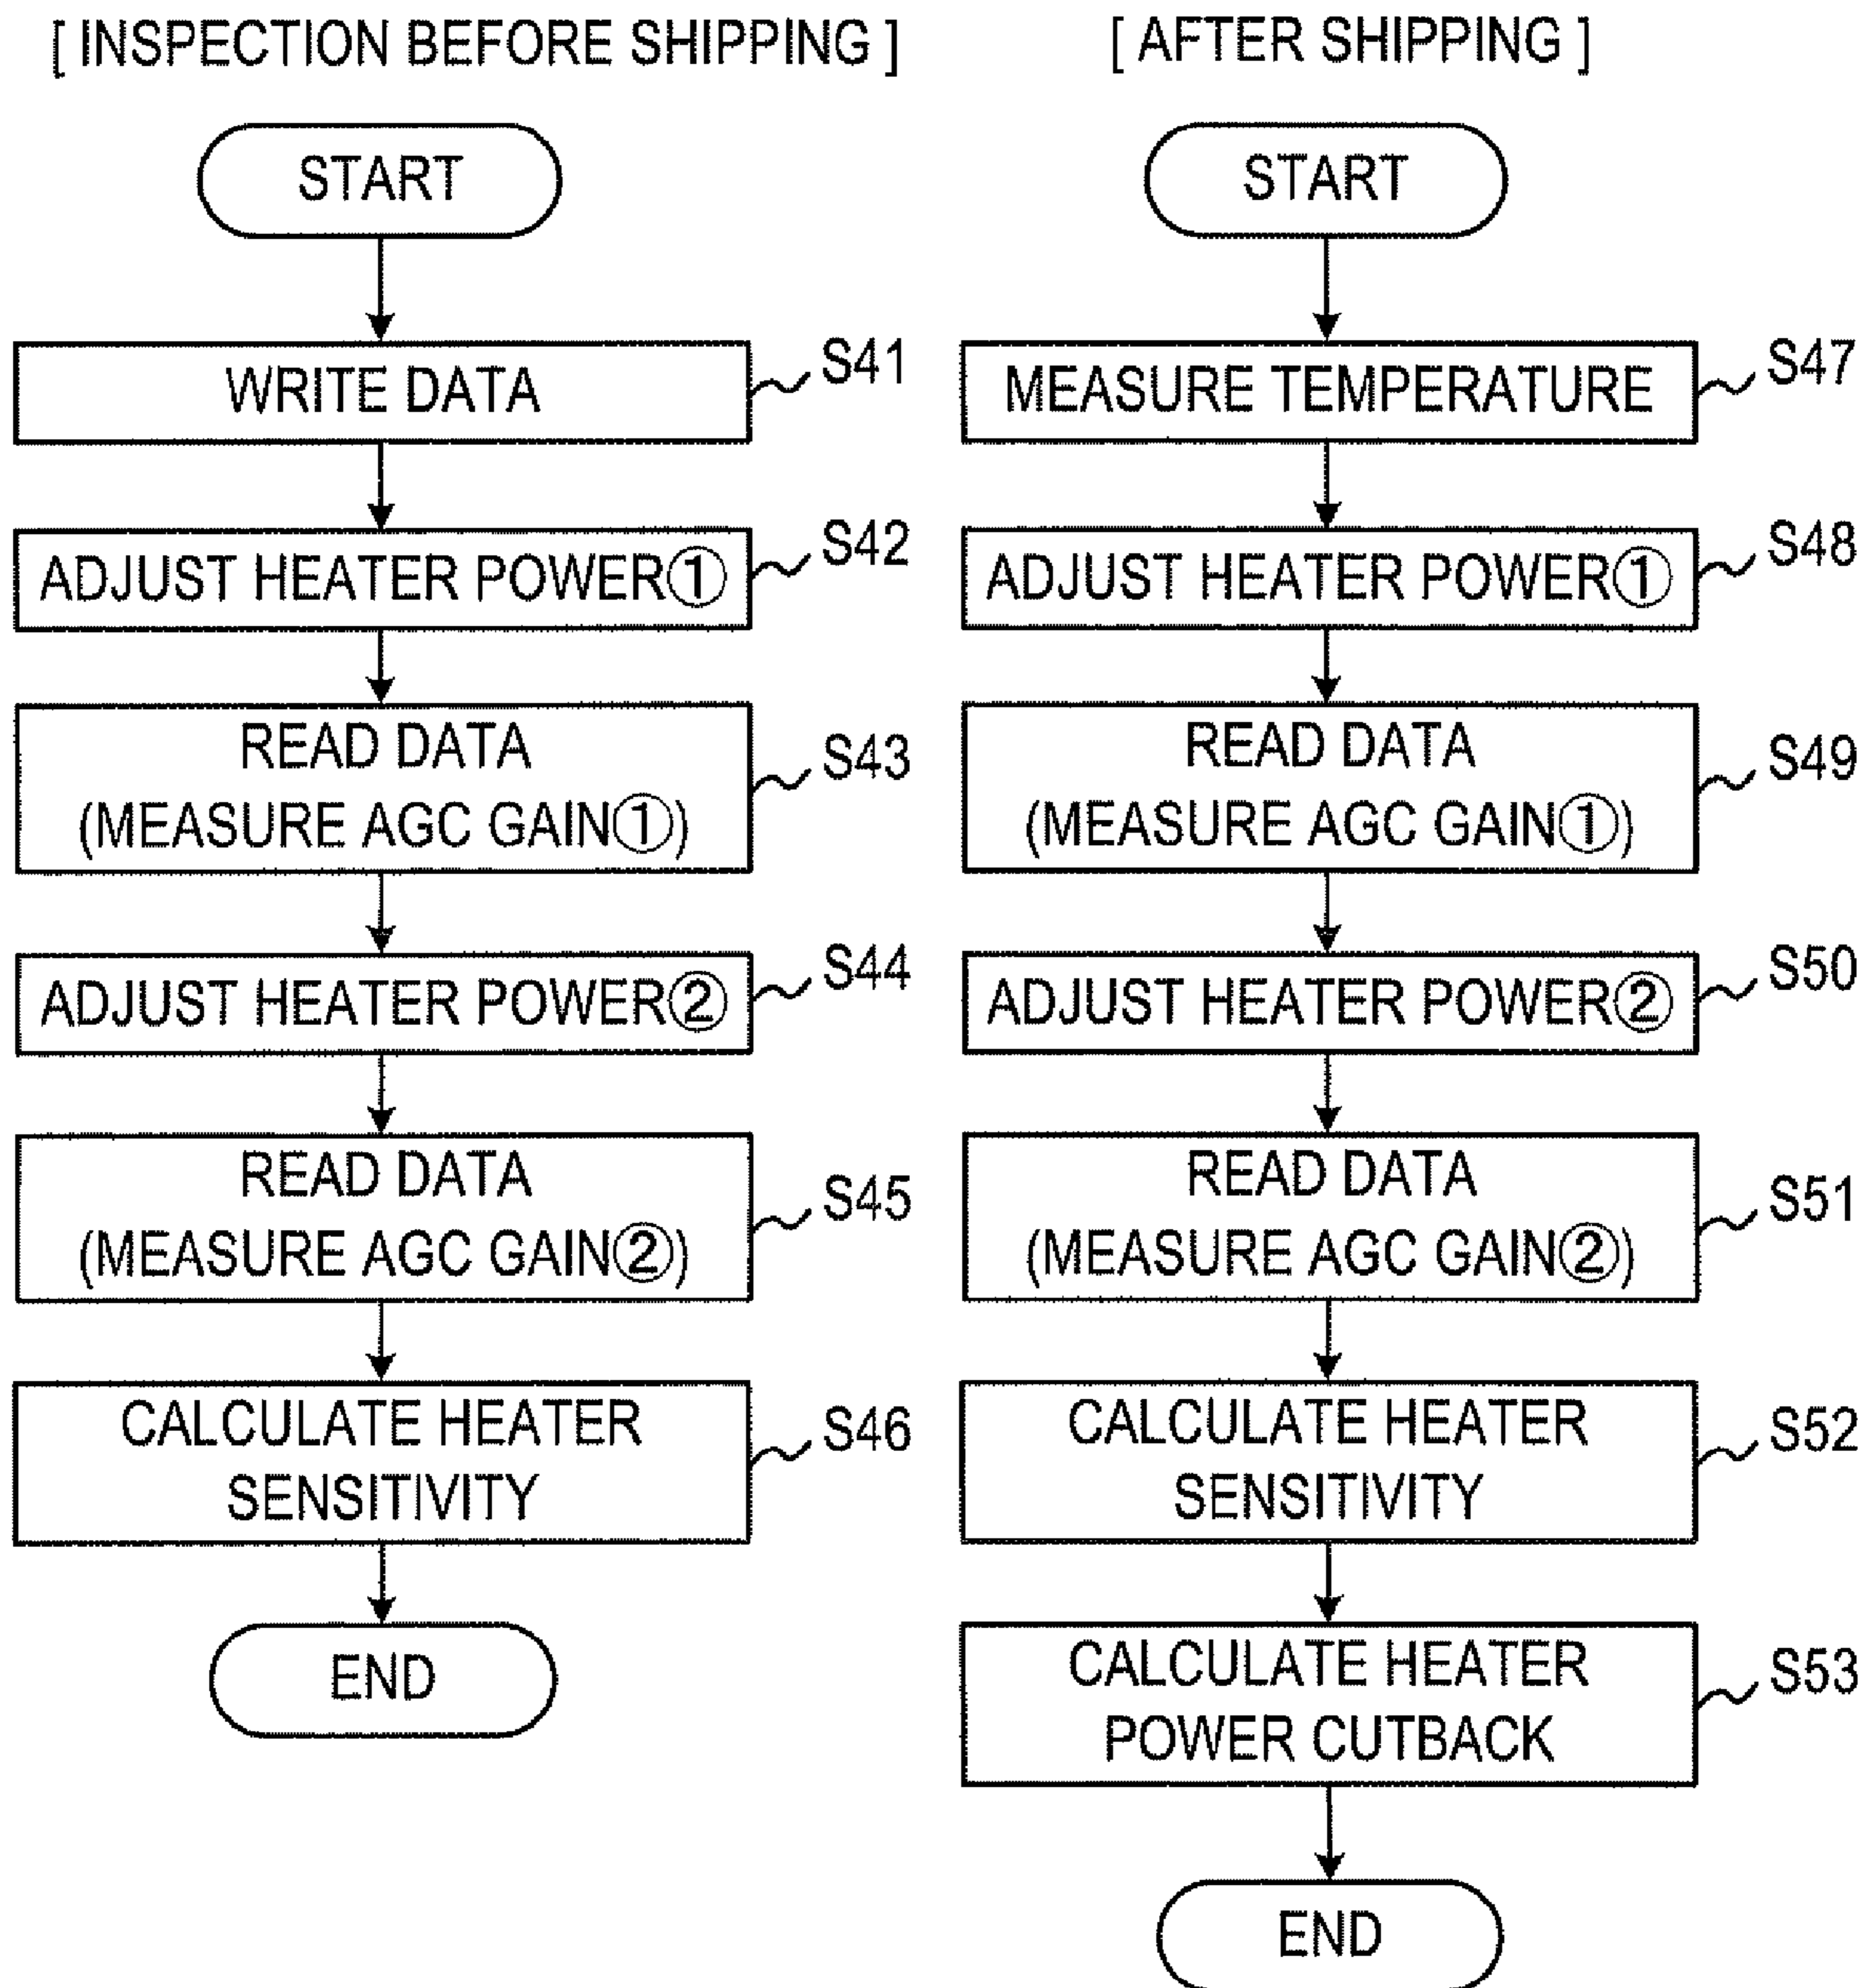 [ INSPECTION BEFORE SHIPPING ]
START
WRITE DATA
S41
ADJUST HEATER POWER①
S42
READ DATA
(MEASURE AGC GAIN①)
S43
ADJUST HEATER POWER②
S44
READ DATA
(MEASURE AGC GAIN②)
S45
CALCULATE HEATER
SENSITIVITY
S46
END
[ AFTER SHIPPING ]
START
MEASURE TEMPERATURE
S47
ADJUST HEATER POWER①
S48
READ DATA
(MEASURE AGC GAIN①)
S49
ADJUST HEATER POWER②
S50
READ DATA
(MEASURE AGC GAIN②)
S51
CALCULATE HEATER
SENSITIVITY
S52
CALCULATE HEATER
POWER CUTBACK
S53
END